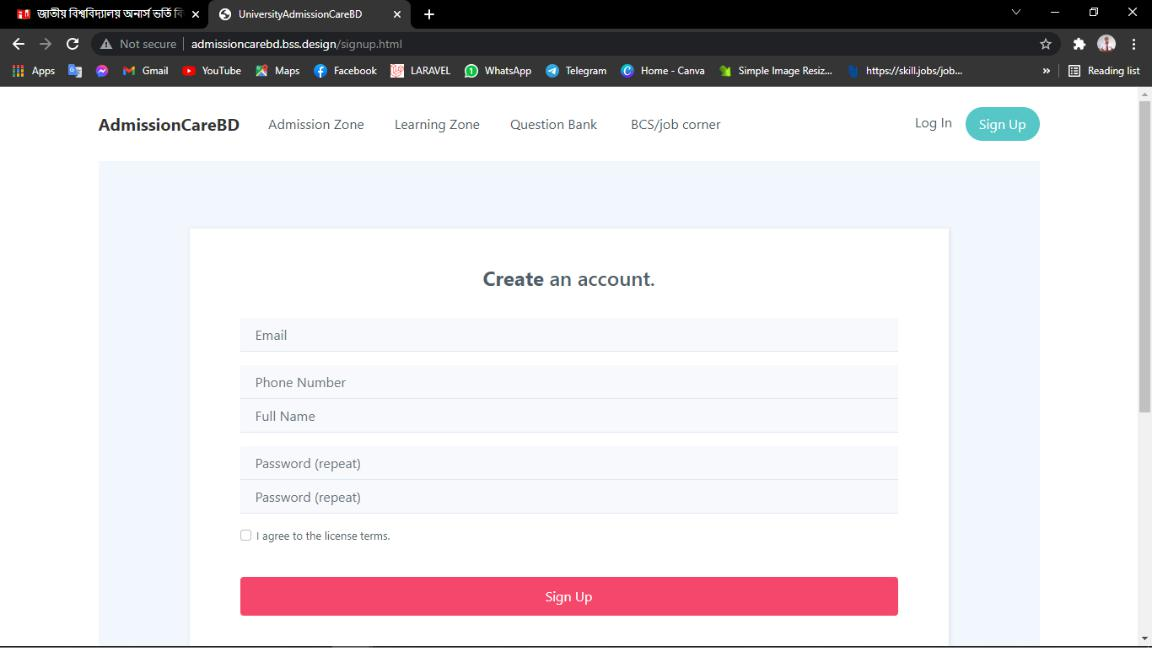 জাতীয় বিশ্ববিদ্যালয় অনার্স ভর্তি বি
UniversityAdmissionCareBD
Not secure admissioncarebd.bss.design/signup.html
Apps Gmail YouTube Maps Facebook LARAVEL WhatsApp Telegram Home - Canva Simple Image Resiz... https://skill.jobs/job... » Reading list
AdmissionCareBD Admission Zone Learning Zone Question Bank BCS/job corner Log In Sign Up
Create an account.
Email
Phone Number
Full Name
Password (repeat)
Password (repeat)
I agree to the license terms.
Sign Up